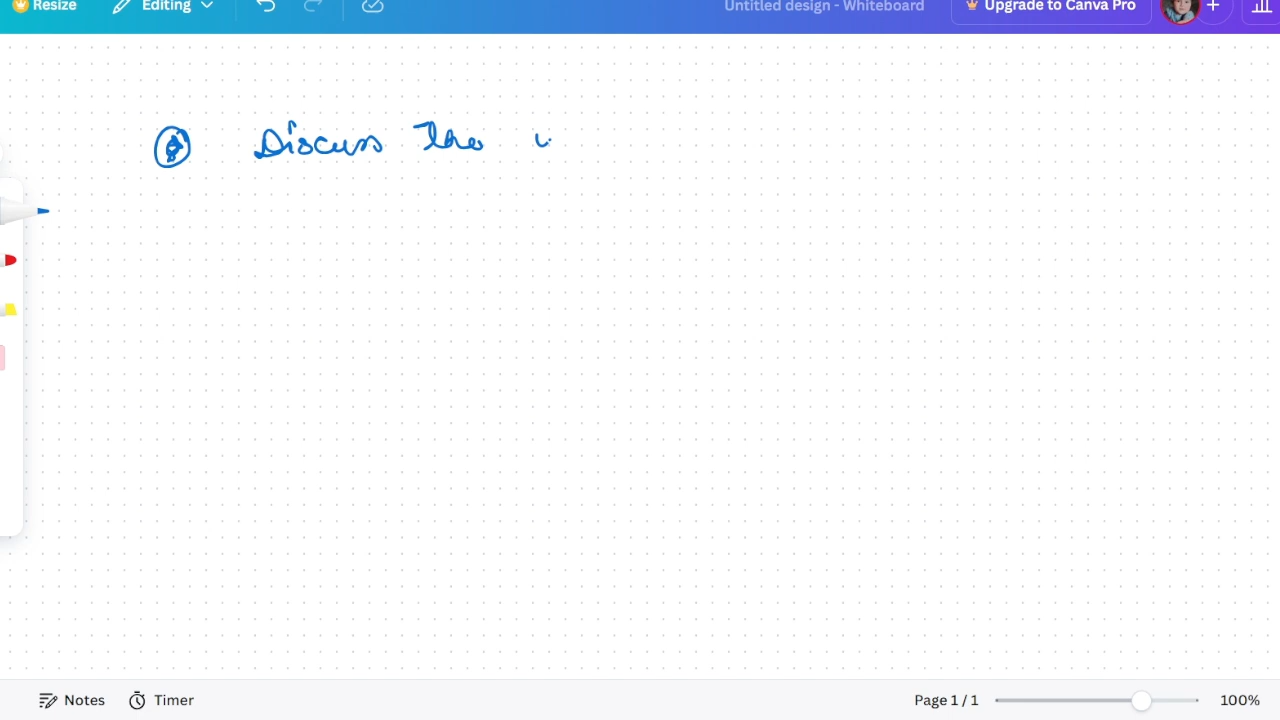 Resize Editing Untitled design - Whiteboard Upgrade to Canva Pro
Discuss the
Notes Timer Page 1 / 1 100%